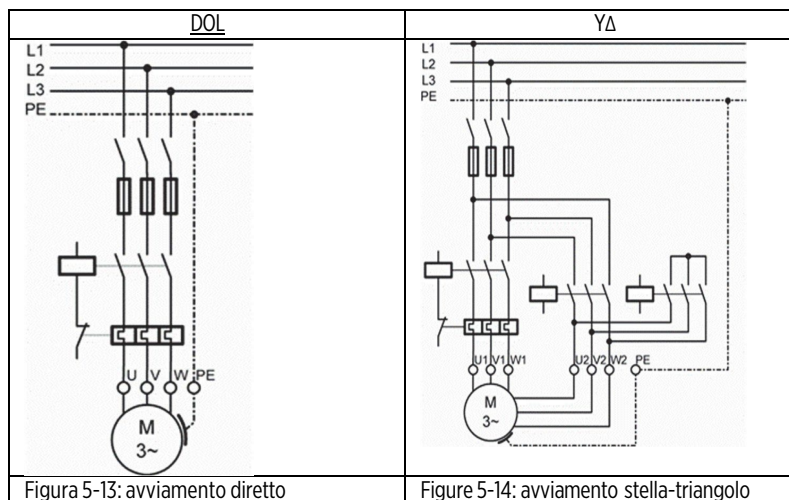 DOL
YΔ
L1
L2
L3
PE
U V W PE
M
3~
L1
L2
L3
PE
U1 V1 W1 U2 V2 W2 PE
M
3~
Figura 5-13: avviamento diretto
Figure 5-14: avviamento stella-triangolo